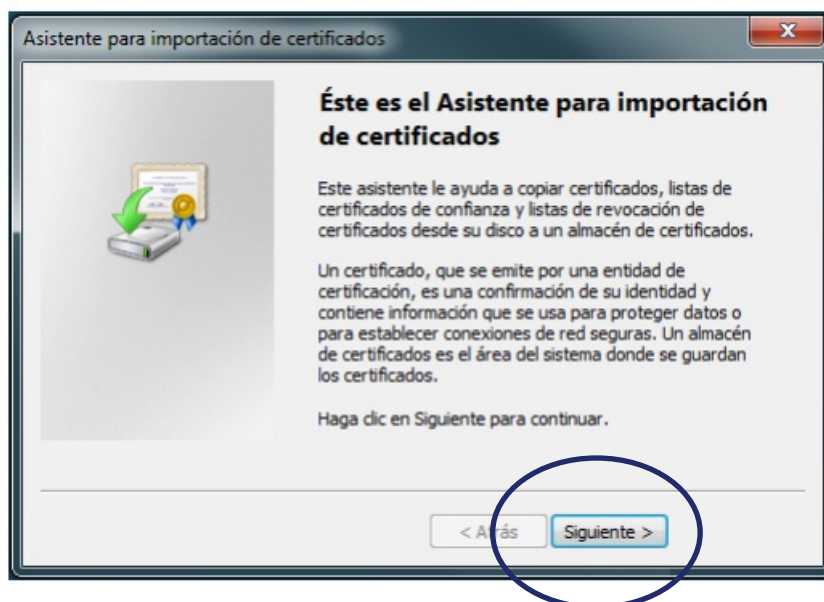 Asistente para importación de certificados
Éste es el Asistente para importación
de certificados
Este asistente le ayuda a copiar certificados, listas de
certificados de confianza y listas de revocación de
certificados desde su disco a un almacén de certificados.
Un certificado, que se emite por una entidad de
certificación, es una confirmación de su identidad y
contiene información que se usa para proteger datos o
para establecer conexiones de red seguras. Un almacén
de certificados es el área del sistema donde se guardan
los certificados.
Haga clic en Siguiente para continuar.
< Atrás Siguiente >